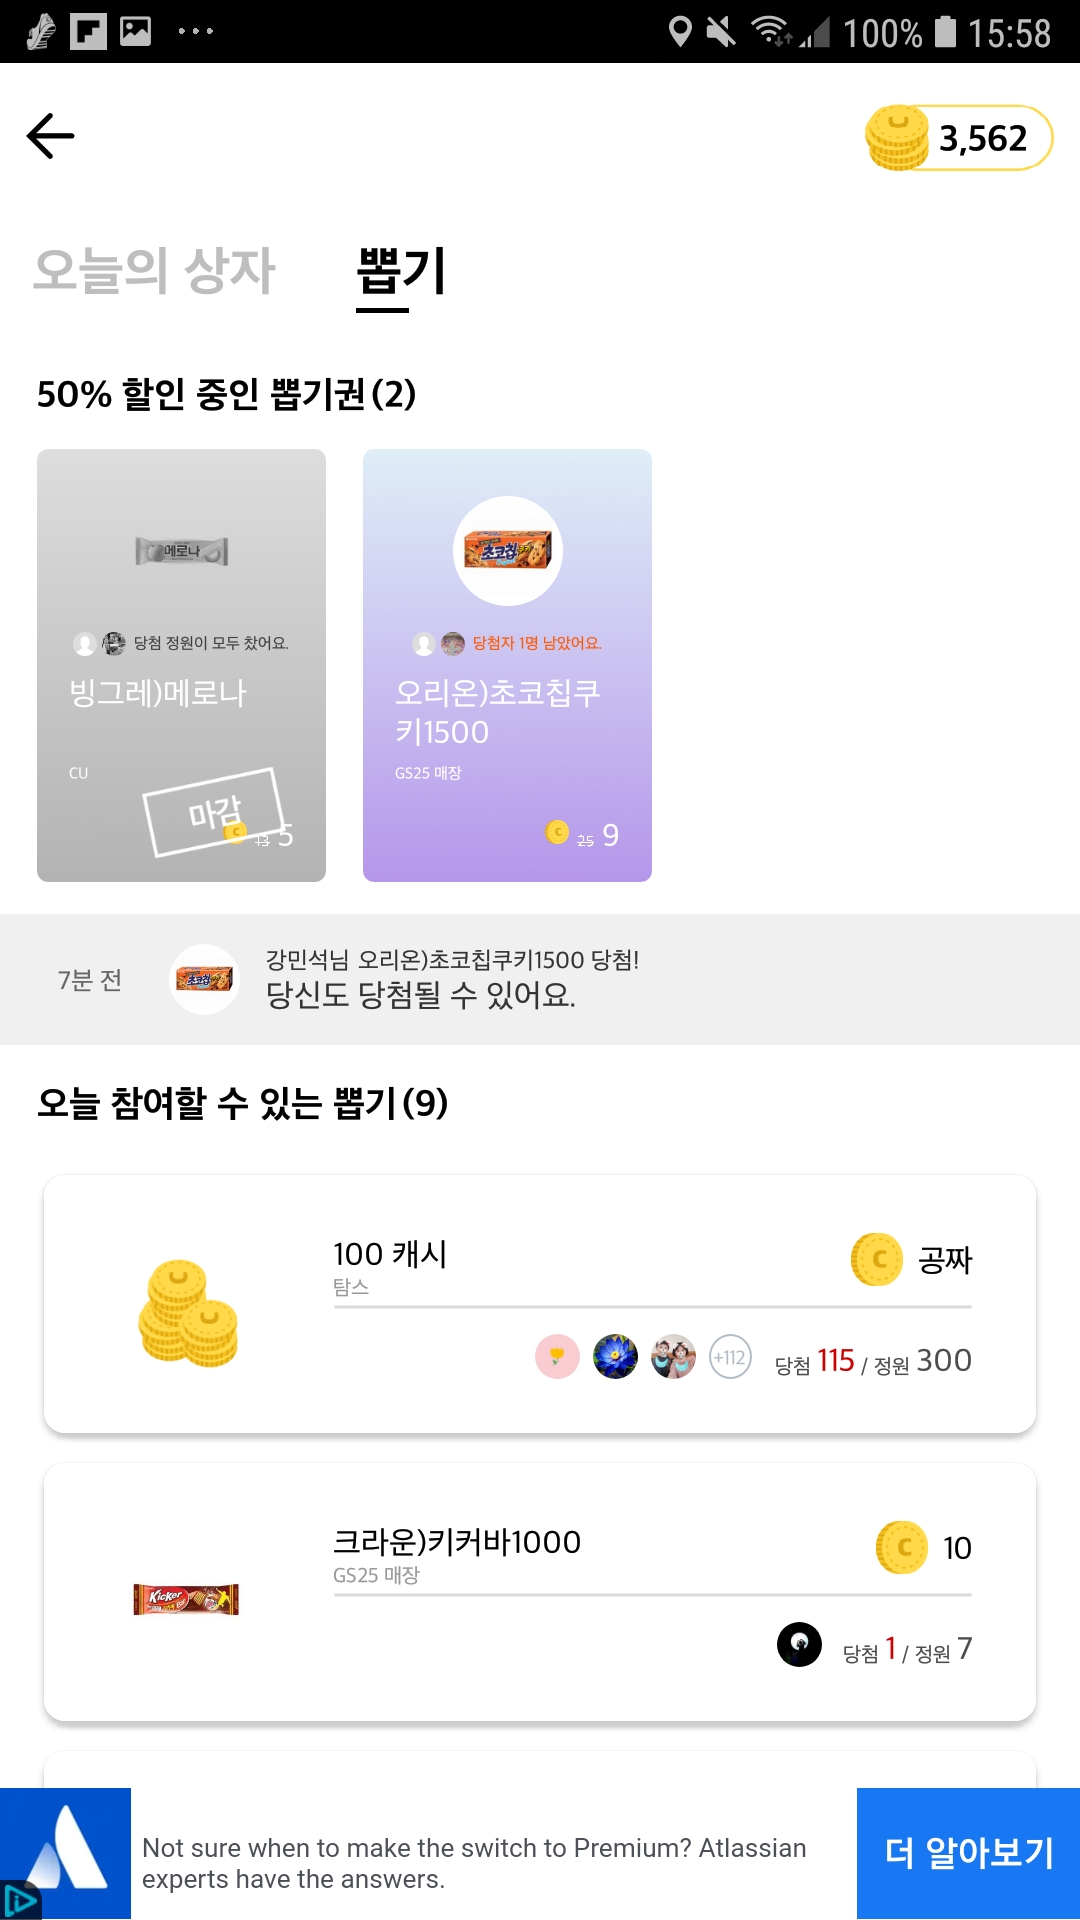 100% 15:58
3,562
오늘의 상자 뽑기
50% 할인 중인 뽑기권(2)
메로나
당첨 정원이 모두 찼어요.
빙그레)메로나
CU
마감
C 13 5
초코칩
당첨자 1명 남았어요.
오리온)초코칩쿠
키1500
GS25 매장
C 25 9
7분 전
초코칩
강민석님 오리온)초코칩쿠키1500 당첨!
당신도 당첨될 수 있어요.
오늘 참여할 수 있는 뽑기(9)
100 캐시
탐스
C 공짜
+112 당첨 115 / 정원 300
Kicker
크라운)키커바1000
GS25 매장
C 10
당첨 1 / 정원 7
Not sure when to make the switch to Premium? Atlassian
experts have the answers.
더 알아보기